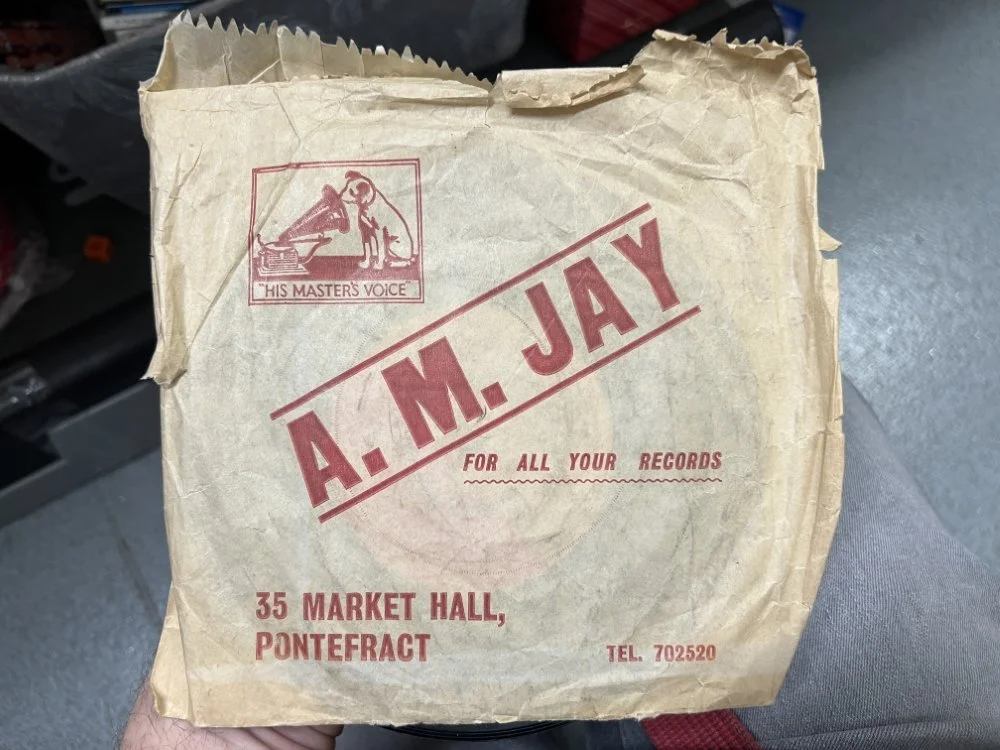 "HIS MASTER'S VOICE"
A. M. JAY
FOR ALL YOUR RECORDS
35 MARKET HALL,
PONTEFRACT
TEL. 702520